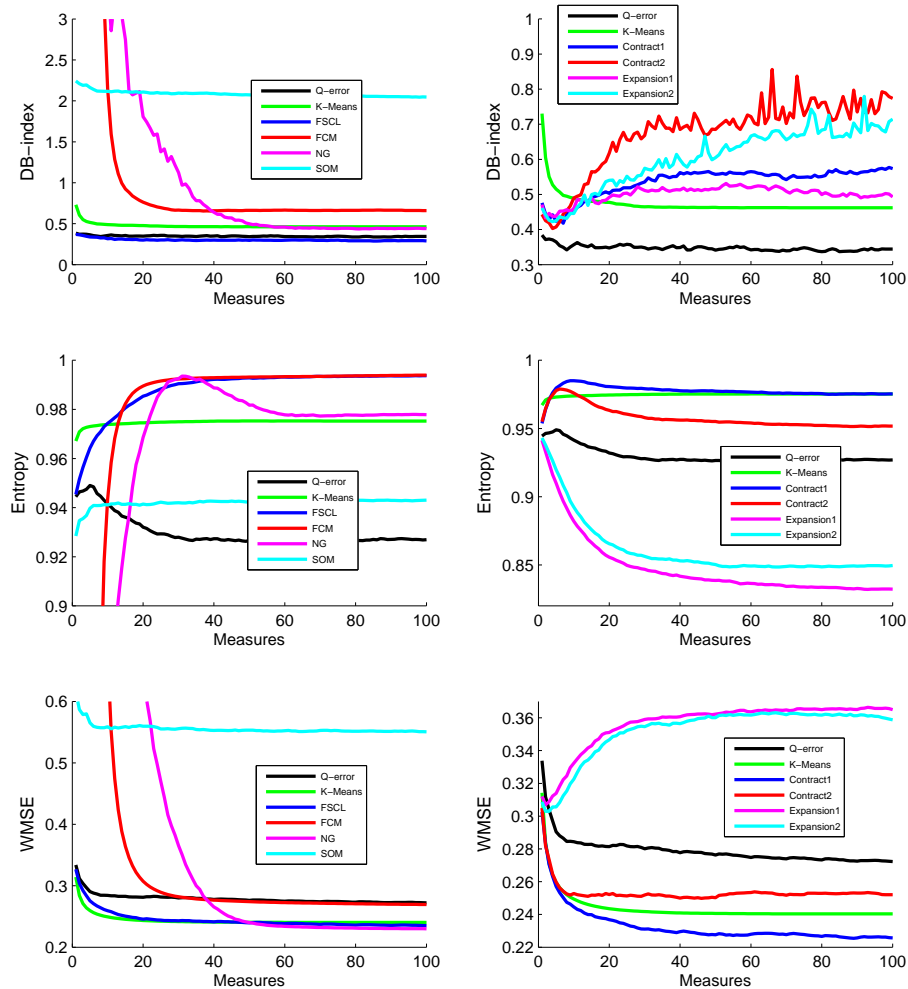 3
2.5
2
1.5
1
0.5
0
DB−index
Q−error
K−Means
FSCL
FCM
NG
SOM
0 20 40 60 80 100
Measures
1
0.9
0.8
0.7
0.6
0.5
0.4
0.3
DB−index
Q−error
K−Means
Contract1
Contract2
Expansion1
Expansion2
0 20 40 60 80 100
Measures
1
0.98
0.96
0.94
0.92
0.9
Entropy
Q−error
K−Means
FSCL
FCM
NG
SOM
0 20 40 60 80 100
Measures
1
0.95
0.9
0.85
Entropy
Q−error
K−Means
Contract1
Contract2
Expansion1
Expansion2
0 20 40 60 80 100
Measures
0.6
0.5
0.4
0.3
0.2
WMSE
Q−error
K−Means
FSCL
FCM
NG
SOM
0 20 40 60 80 100
Measures
0.36
0.34
0.32
0.3
0.28
0.26
0.24
0.22
WMSE
Q−error
K−Means
Contract1
Contract2
Expansion1
Expansion2
0 20 40 60 80 100
Measures